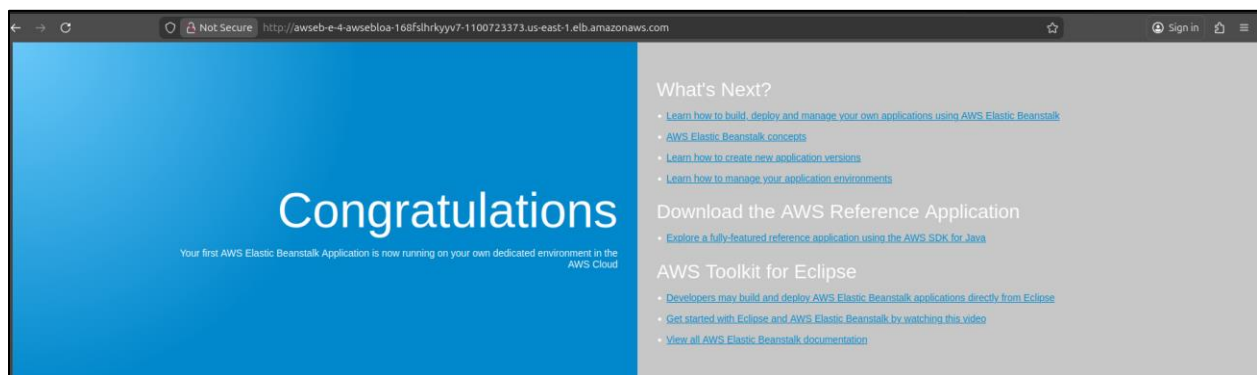 Not Secure http://awseb-e-4-awsebloa-168fslhrkyyv7-1100723373.us-east-1.elb.amazonaws.com
Sign in
Congratulations
Your first AWS Elastic Beanstalk Application is now running on your own dedicated environment in the
AWS Cloud
What's Next?
Learn how to build, deploy and manage your own applications using AWS Elastic Beanstalk
AWS Elastic Beanstalk concepts
Learn how to create new application versions
Learn how to manage your application environments
Download the AWS Reference Application
Explore a fully-featured reference application using the AWS SDK for Java
AWS Toolkit for Eclipse
Developers may build and deploy AWS Elastic Beanstalk applications directly from Eclipse
Get started with Eclipse and AWS Elastic Beanstalk by watching this video
View all AWS Elastic Beanstalk documentation